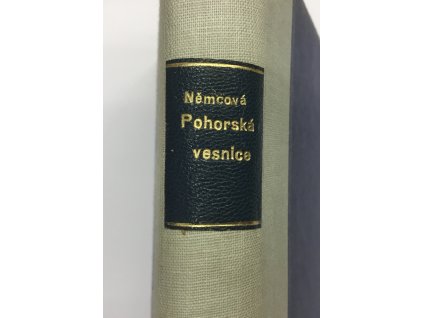 Němcová
Pohorská
vesnice